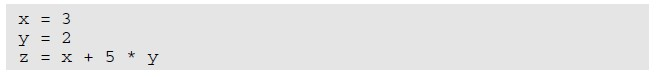 x = 3
y = 2
z = x + 5 * y